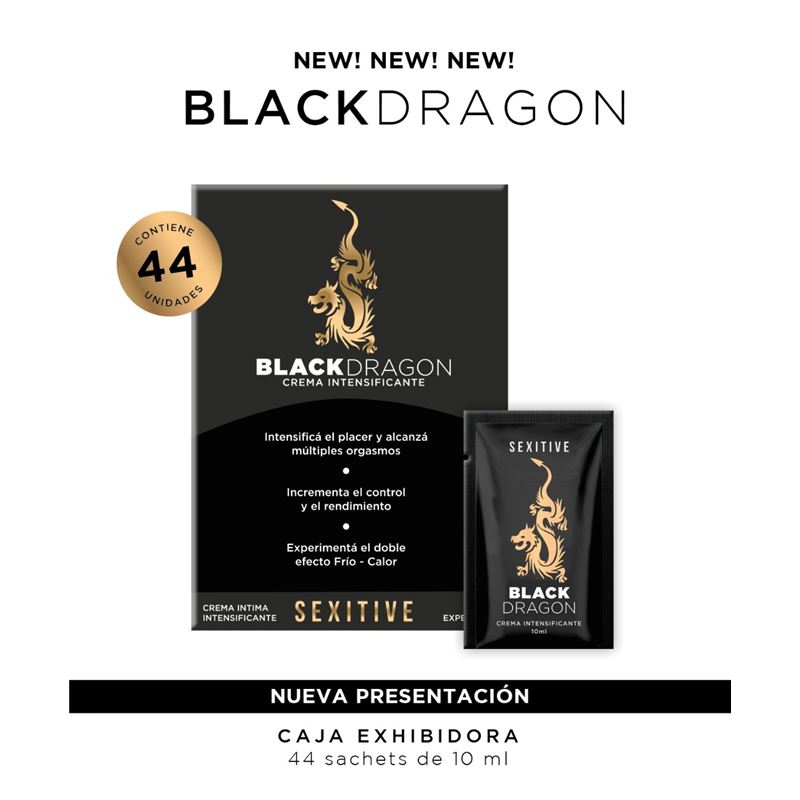 NEW! NEW! NEW!
BLACKDRAGON
CONTIENE
44
UNIDADES
BLACKDRAGON
CREMA INTENSIFICANTE
Intensificá el placer y alcanzá
múltiples orgasmos
Incrementa el control
y el rendimiento
Experimentá el doble
efecto Frío - Calor
CREMA INTIMA
INTENSIFICANTE
SEXITIVE
EXPE
SEXITIVE
BLACK
DRAGON
CREMA INTENSIFICANTE
10ml
NUEVA PRESENTACIÓN
CAJA EXHIBIDORA
44 sachets de 10 ml